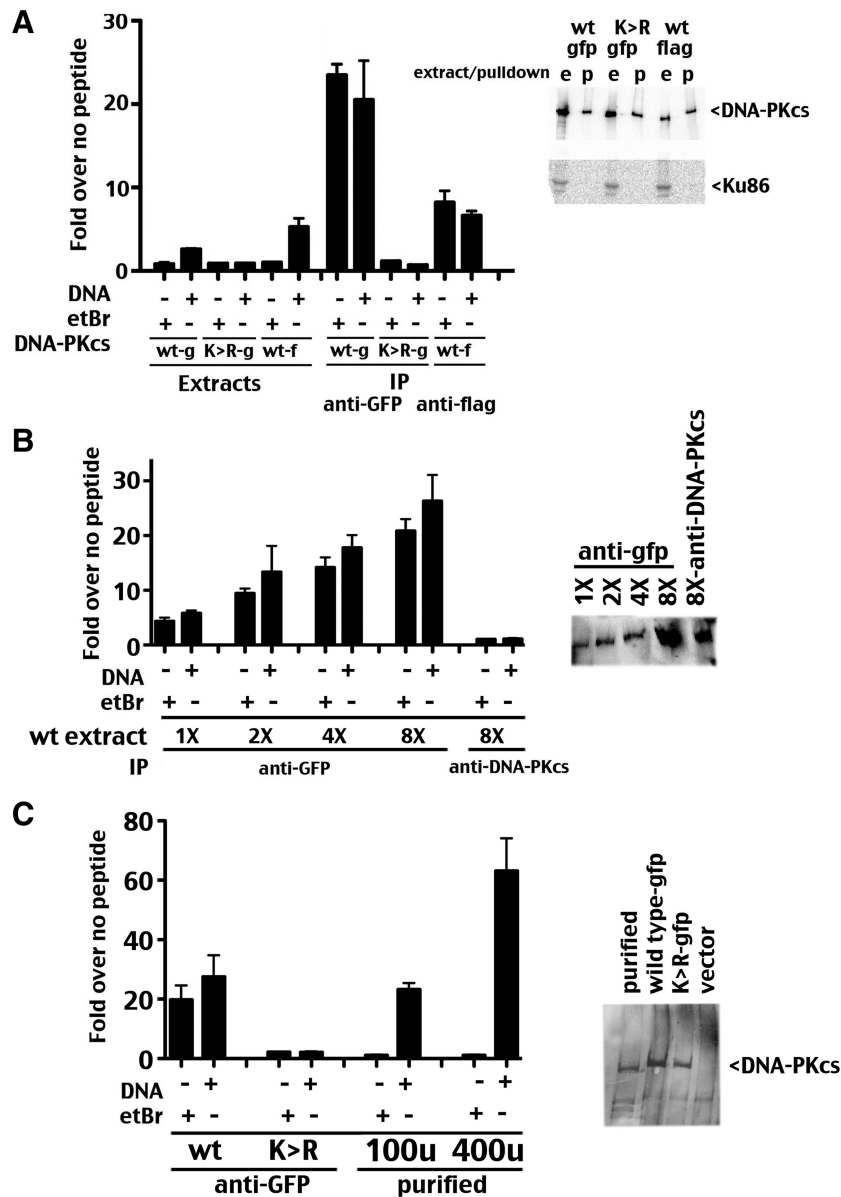 A
Fold over no peptide
30
20
10
0
DNA - + - + - + - + - + - +
etBr + - + - + - + - + - + -
DNA-PKcs wt-g K>R-g wt-f wt-g K>R-g wt-f
Extracts IP
anti-GFP anti-flag
wt K>R wt
gfp gfp flag
extract/pulldown e p e p e p
<DNA-PKcs
<Ku86
B
Fold over no peptide
30
20
10
0
DNA - + - + - + - + - +
etBr + - + - + - + - + -
wt extract 1X 2X 4X 8X 8X
IP anti-GFP anti-DNA-PKcs
anti-gfp
1X 2X 4X 8X 8X-anti-DNA-PKcs
C
Fold over no peptide
80
60
40
20
0
DNA - + - + - + - +
etBr + - + - + - + -
wt K>R 100u 400u
anti-GFP purified
purified
wild type-gfp
K>R-gfp
vector
<DNA-PKcs